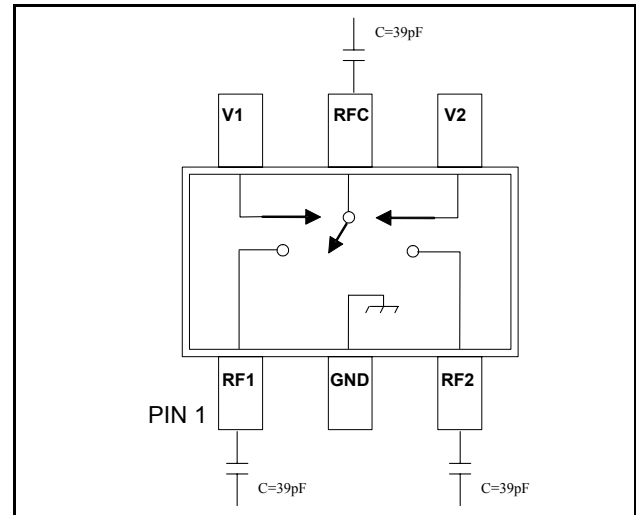 C=39pF
V1
RFC
V2
RF1
GND
RF2
PIN 1
C=39pF
C=39pF